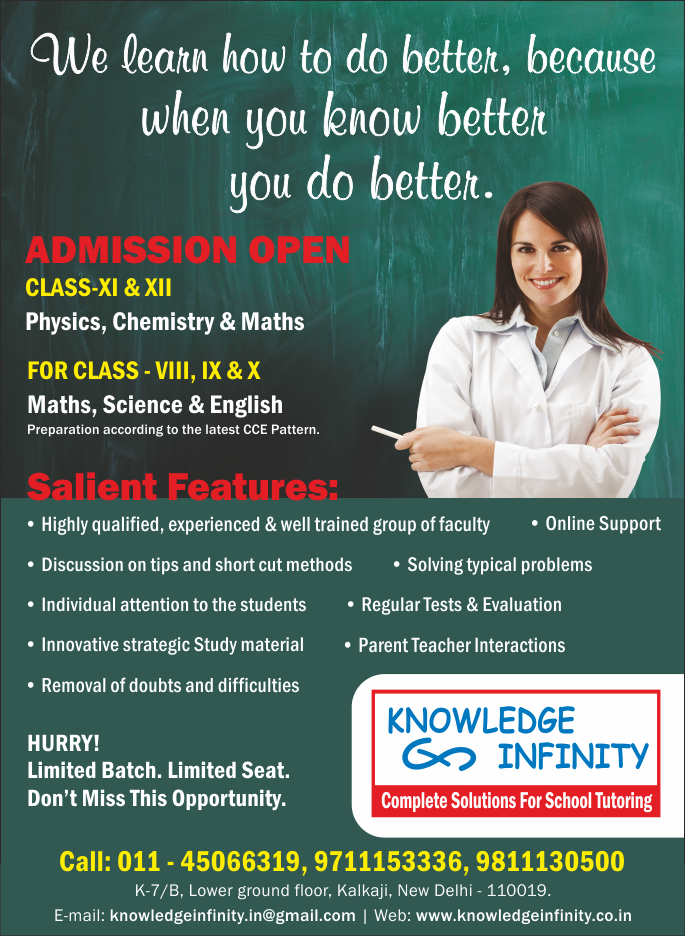 We learn how to do better, because
when you know better
you do better.
ADMISSION OPEN
CLASS-XI & XII
Physics, Chemistry & Maths
FOR CLASS - VIII, IX & X
Maths, Science & English
Preparation according to the latest CCE Pattern.
Salient Features:
• Highly qualified, experienced & well trained group of faculty • Online Support
• Discussion on tips and short cut methods • Solving typical problems
• Individual attention to the students • Regular Tests & Evaluation
• Innovative strategic Study material • Parent Teacher Interactions
• Removal of doubts and difficulties
HURRY!
Limited Batch. Limited Seat.
Don't Miss This Opportunity.
KNOWLEDGE
INFINITY
Complete Solutions For School Tutoring
Call: 011 - 45066319, 9711153336, 9811130500
K-7/B, Lower ground floor, Kalkaji, New Delhi - 110019.
E-mail: knowledgeinfinity.in@gmail.com | Web: www.knowledgeinfinity.co.in